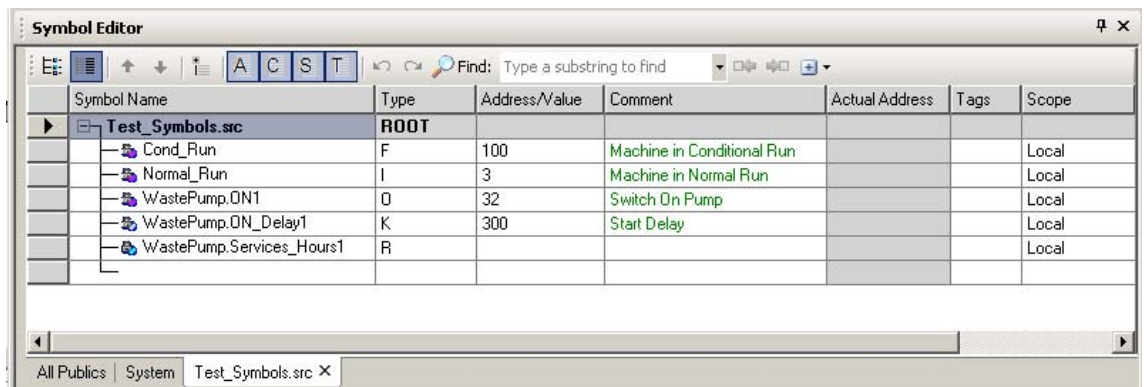 Symbol Editor
A C S T Find: Type a substring to find
Symbol Name Type Address/Value Comment Actual Address Tags Scope
Test_Symbols.src ROOT
Cond_Run F 100 Machine in Conditional Run Local
Normal_Run I 3 Machine in Normal Run Local
WastePump.ON1 O 32 Switch On Pump Local
WastePump.ON_Delay1 K 300 Start Delay Local
WastePump.Services_Hours1 R Local
All Publics System Test_Symbols.src X